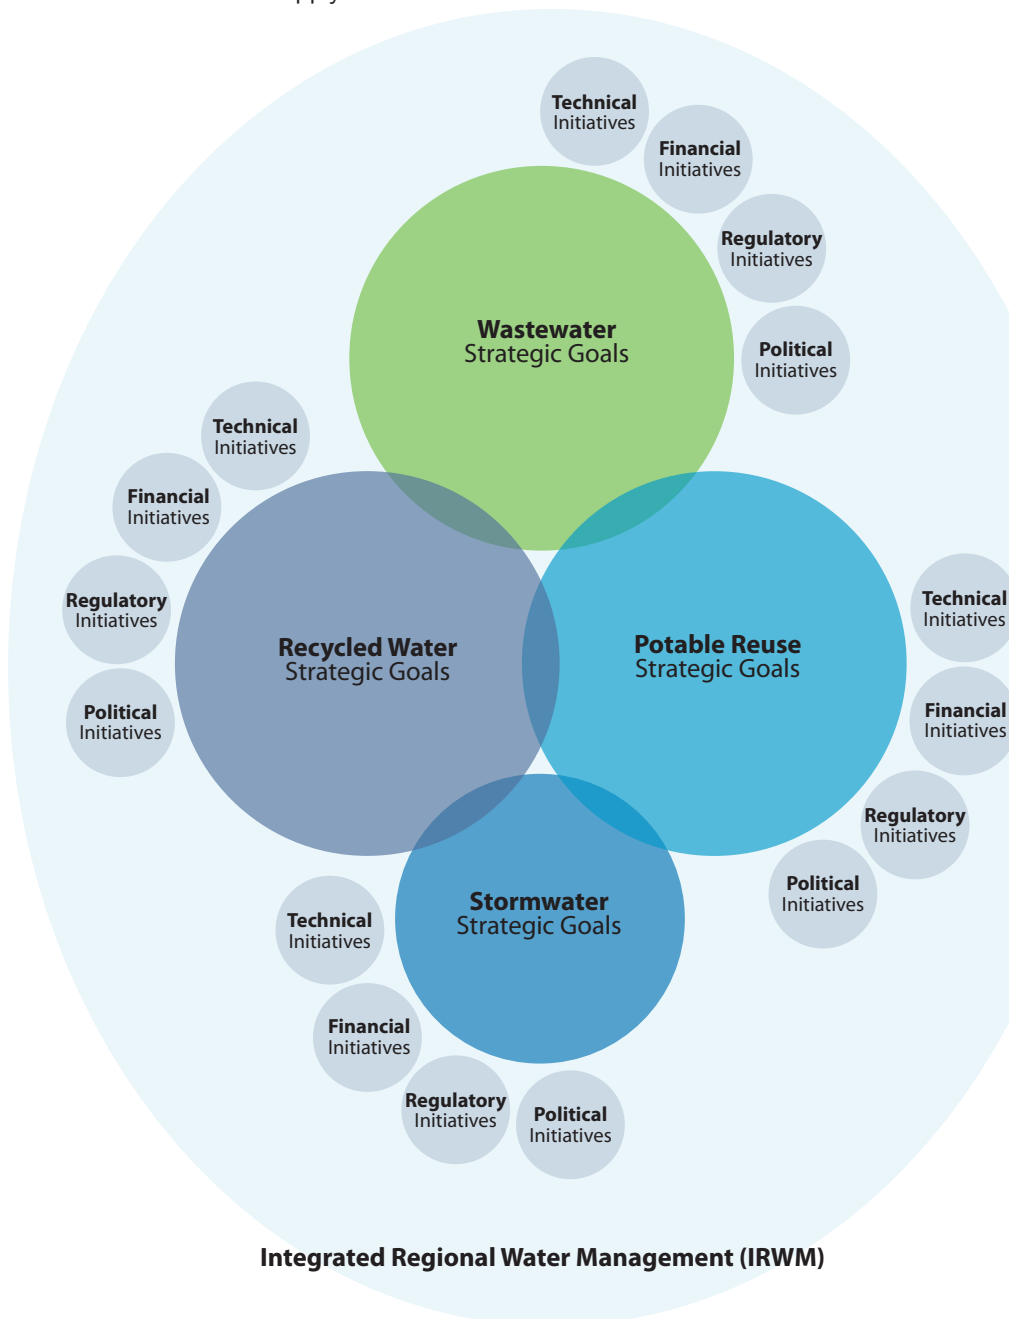 Technical
Initiatives
Financial
Initiatives
Regulatory
Initiatives
Political
Initiatives
Wastewater
Strategic Goals
Technical
Initiatives
Financial
Initiatives
Regulatory
Initiatives
Political
Initiatives
Recycled Water
Strategic Goals
Potable Reuse
Strategic Goals
Technical
Initiatives
Financial
Initiatives
Regulatory
Initiatives
Political
Initiatives
Stormwater
Strategic Goals
Technical
Initiatives
Financial
Initiatives
Regulatory
Initiatives
Political
Initiatives
Integrated Regional Water Management (IRWM)